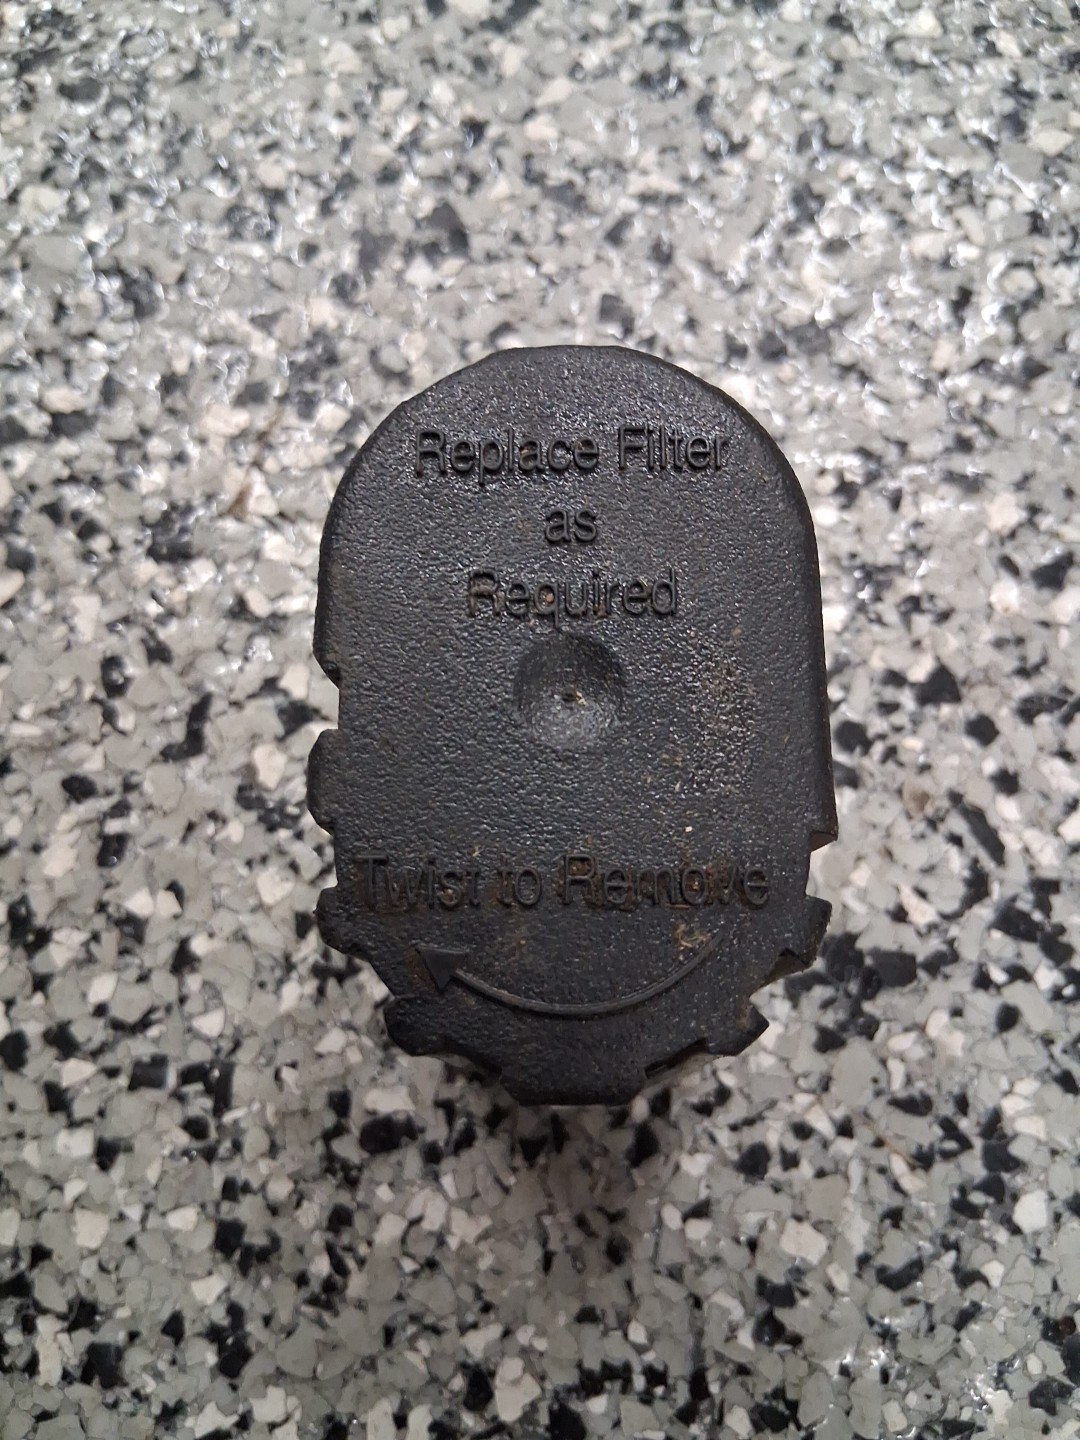 Replace Filter
as
Required
Twist to Remove